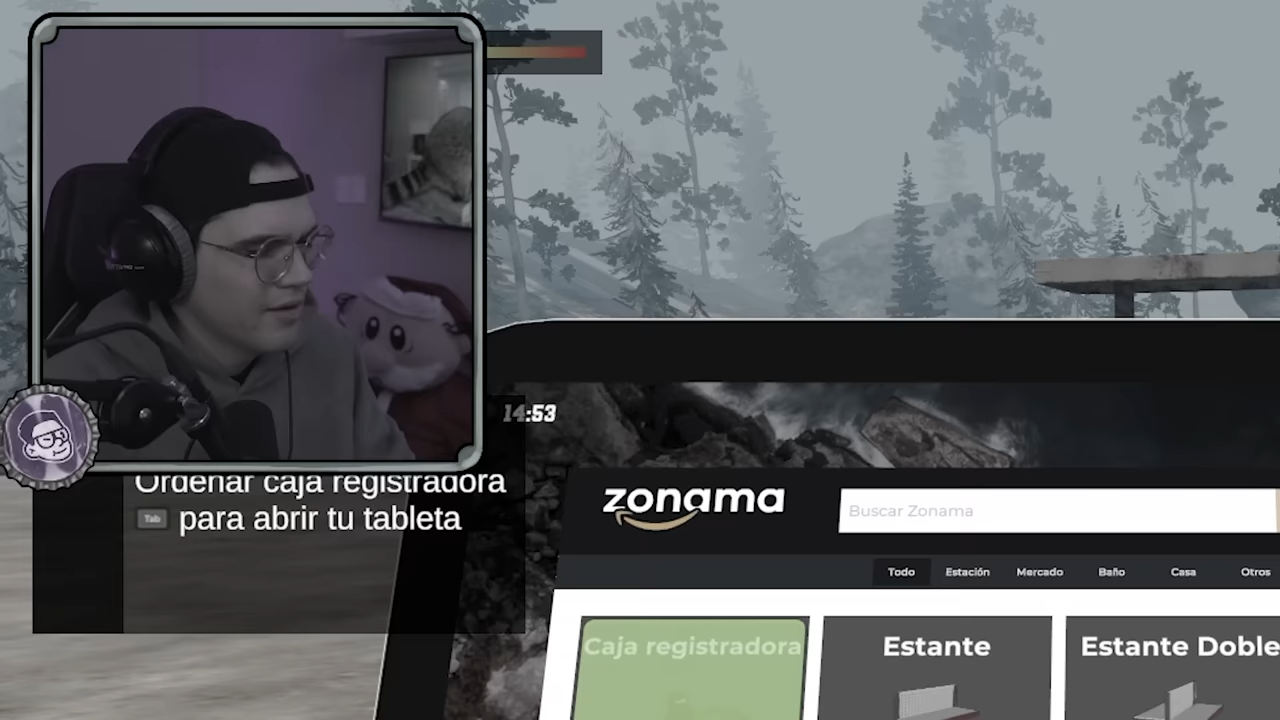 14:53
Ordenar caja registradora
Tab para abrir tu tableta
zonama
Buscar Zonama
Todo Estación Mercado Baño Casa Otros
Caja registradora Estante Estante Doble